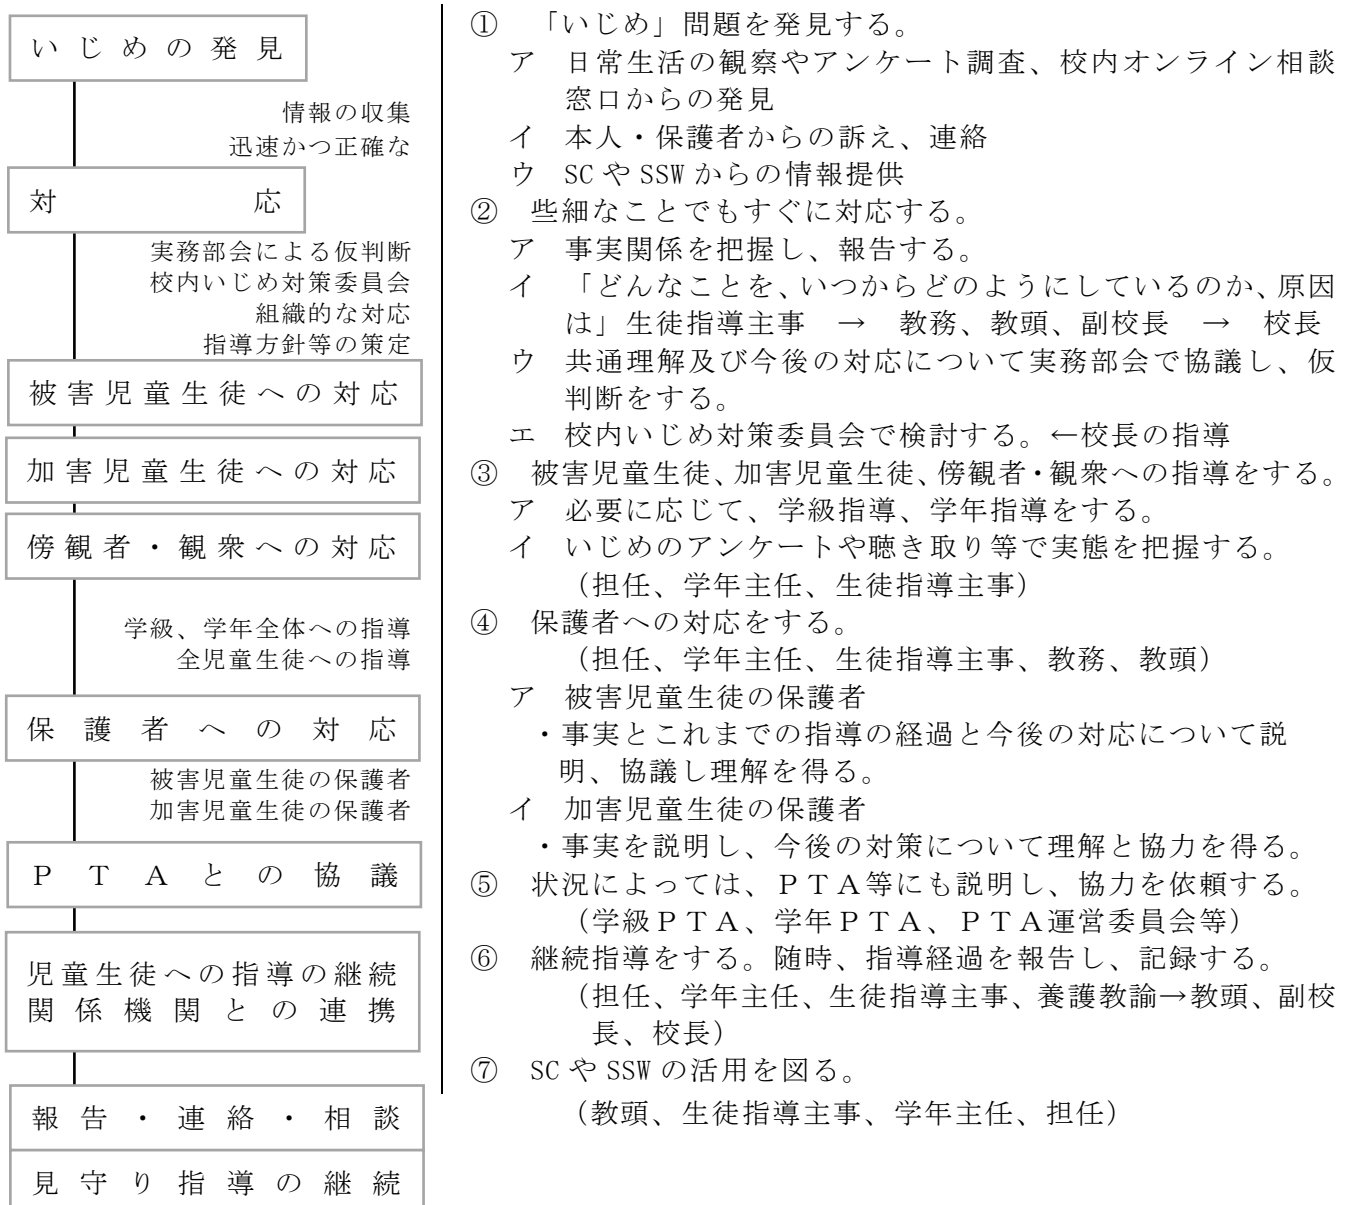 いじめの発見
情報の収集
迅速かつ正確な
対応
実務部会による仮判断
校内いじめ対策委員会
組織的な対応
指導方針等の策定
被害児童生徒への対応
加害児童生徒への対応
傍観者・観衆への対応
学級、学年全体への指導
全児童生徒への指導
保護者への対応
被害児童生徒の保護者
加害児童生徒の保護者
ＰＴＡとの協議
児童生徒への指導の継続
関係機関との連携
報告・連絡・相談
見守り指導の継続
①　「いじめ」問題を発見する。
ア　日常生活の観察やアンケート調査、校内オンライン相談
窓口からの発見
イ　本人・保護者からの訴え、連絡
ウ　SCやSSWからの情報提供
②　些細なことでもすぐに対応する。
ア　事実関係を把握し、報告する。
イ　「どんなことを、いつからどのようにしているのか、原因
は」生徒指導主事　→　教務、教頭、副校長　→　校長
ウ　共通理解及び今後の対応について実務部会で協議し、仮
判断をする。
エ　校内いじめ対策委員会で検討する。←校長の指導
③　被害児童生徒、加害児童生徒、傍観者・観衆への指導をする。
ア　必要に応じて、学級指導、学年指導をする。
イ　いじめのアンケートや聴き取り等で実態を把握する。
（担任、学年主任、生徒指導主事）
④　保護者への対応をする。
（担任、学年主任、生徒指導主事、教務、教頭）
ア　被害児童生徒の保護者
・事実とこれまでの指導の経過と今後の対応について説
明、協議し理解を得る。
イ　加害児童生徒の保護者
・事実を説明し、今後の対策について理解と協力を得る。
⑤　状況によっては、ＰＴＡ等にも説明し、協力を依頼する。
（学級ＰＴＡ、学年ＰＴＡ、ＰＴＡ運営委員会等）
⑥　継続指導をする。随時、指導経過を報告し、記録する。
（担任、学年主任、生徒指導主事、養護教諭→教頭、副校
長、校長）
⑦　SCやSSWの活用を図る。
（教頭、生徒指導主事、学年主任、担任）